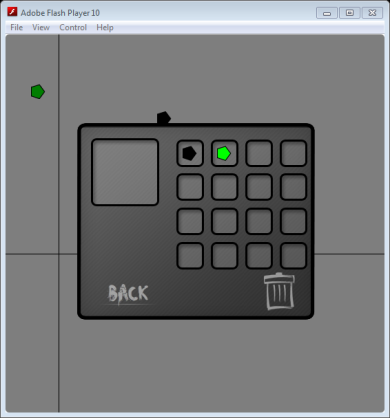 Adobe Flash Player 10
File View Control Help
BACK